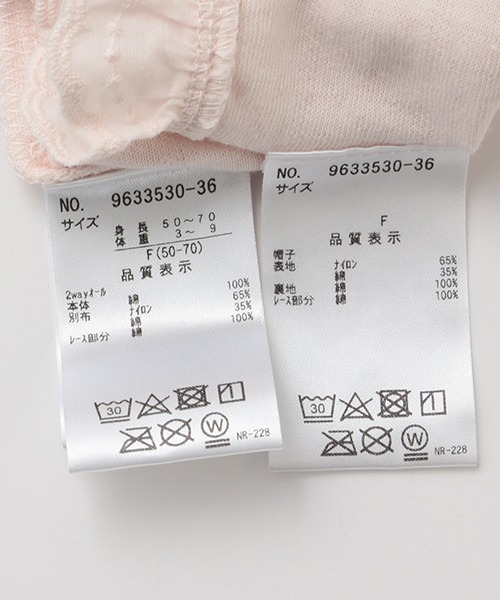 NO. 9633530-36
サイズ
身長 50～70
体重 3～9
F(50-70)
品質表示
2wayオール 綿 100%
本体 ナイロン 65%
別布 綿 35%
レース部分 綿 100%
30
W
NR-228
NO. 9633530-36
サイズ
F
品質表示
帽子
表地 ナイロン 65%
綿 35%
裏地 綿 100%
レース部分 綿 100%
30
W
NR-228